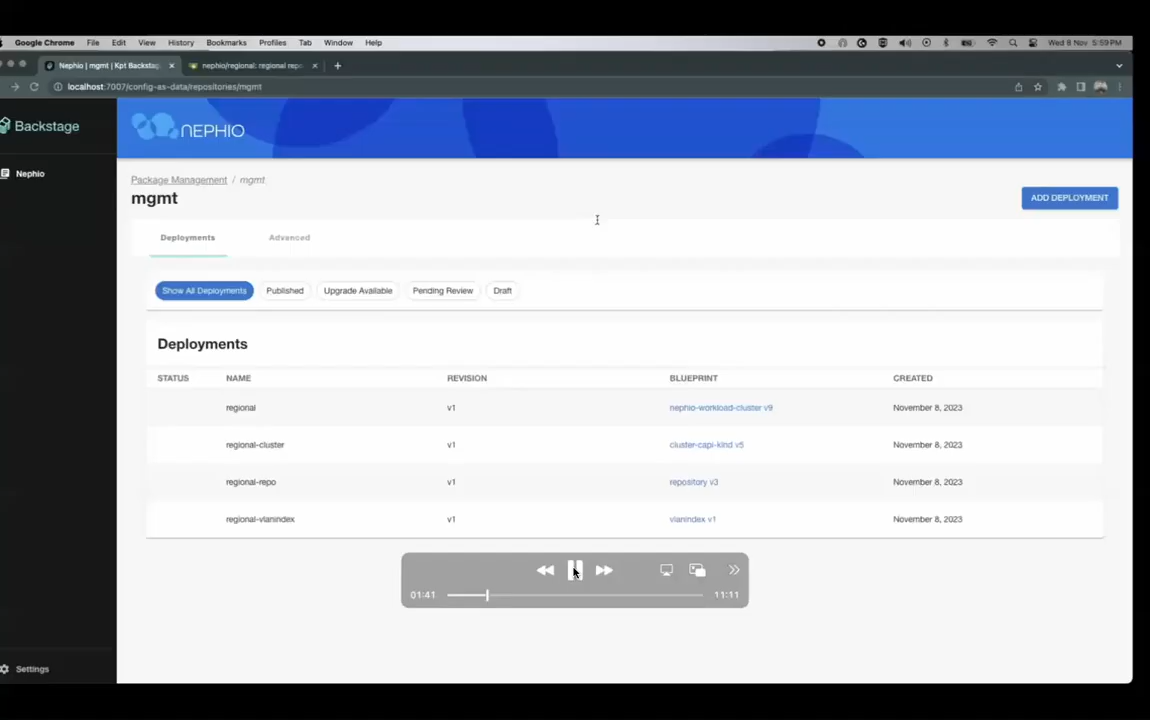 Google Chrome File Edit View History Bookmarks Profiles Tab Window Help Wed 8 Nov 5:59 PM
Nephio | mgmt | Kpt Backstag nephio/regional: regional repo
localhost:7007/config-as-data/repositories/mgmt
Backstage
NEPHIO
Nephio
Package Management / mgmt
mgmt
ADD DEPLOYMENT
Deployments Advanced
Show All Deployments Published Upgrade Available Pending Review Draft
Deployments
STATUS NAME REVISION BLUEPRINT CREATED
regional v1 nephio-workload-cluster v9 November 8, 2023
regional-cluster v1 cluster-capi-kind v5 November 8, 2023
regional-repo v1 repository v3 November 8, 2023
regional-vlanindex v1 vlanindex v1 November 8, 2023
01:41 11:11
Settings